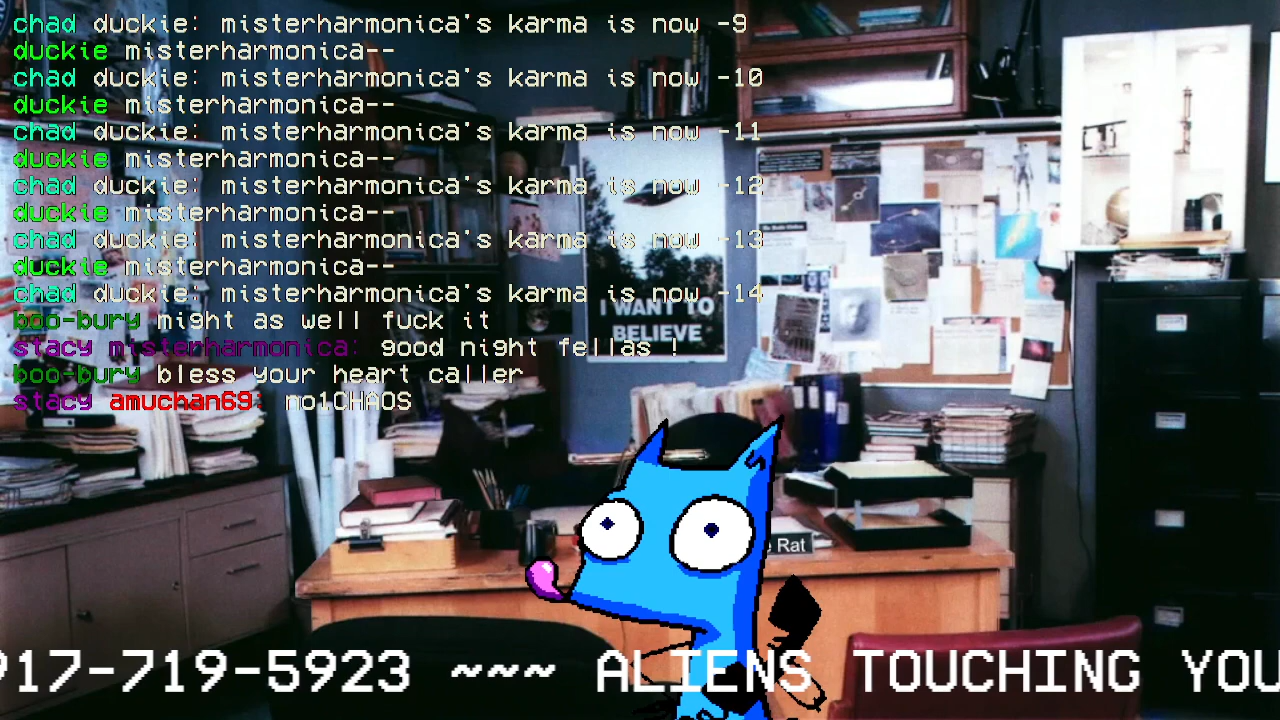 chad duckie: misterharmonica's karma is now -9
duckie misterharmonica--
chad duckie: misterharmonica's karma is now -10
duckie misterharmonica--
chad duckie: misterharmonica's karma is now -11
duckie misterharmonica--
chad duckie: misterharmonica's karma is now -12
duckie misterharmonica--
chad duckie: misterharmonica's karma is now -13
duckie misterharmonica--
chad duckie: misterharmonica's karma is now -14
boo-bury might as well fuck it
stacy misterharmonica: good night fellas !
boo-bury bless your heart caller
stacy amuchan69: no1CHAOS
I WANT TO
BELIEVE
Rat
917-719-5923 ~~~ ALIENS TOUCHING YOU